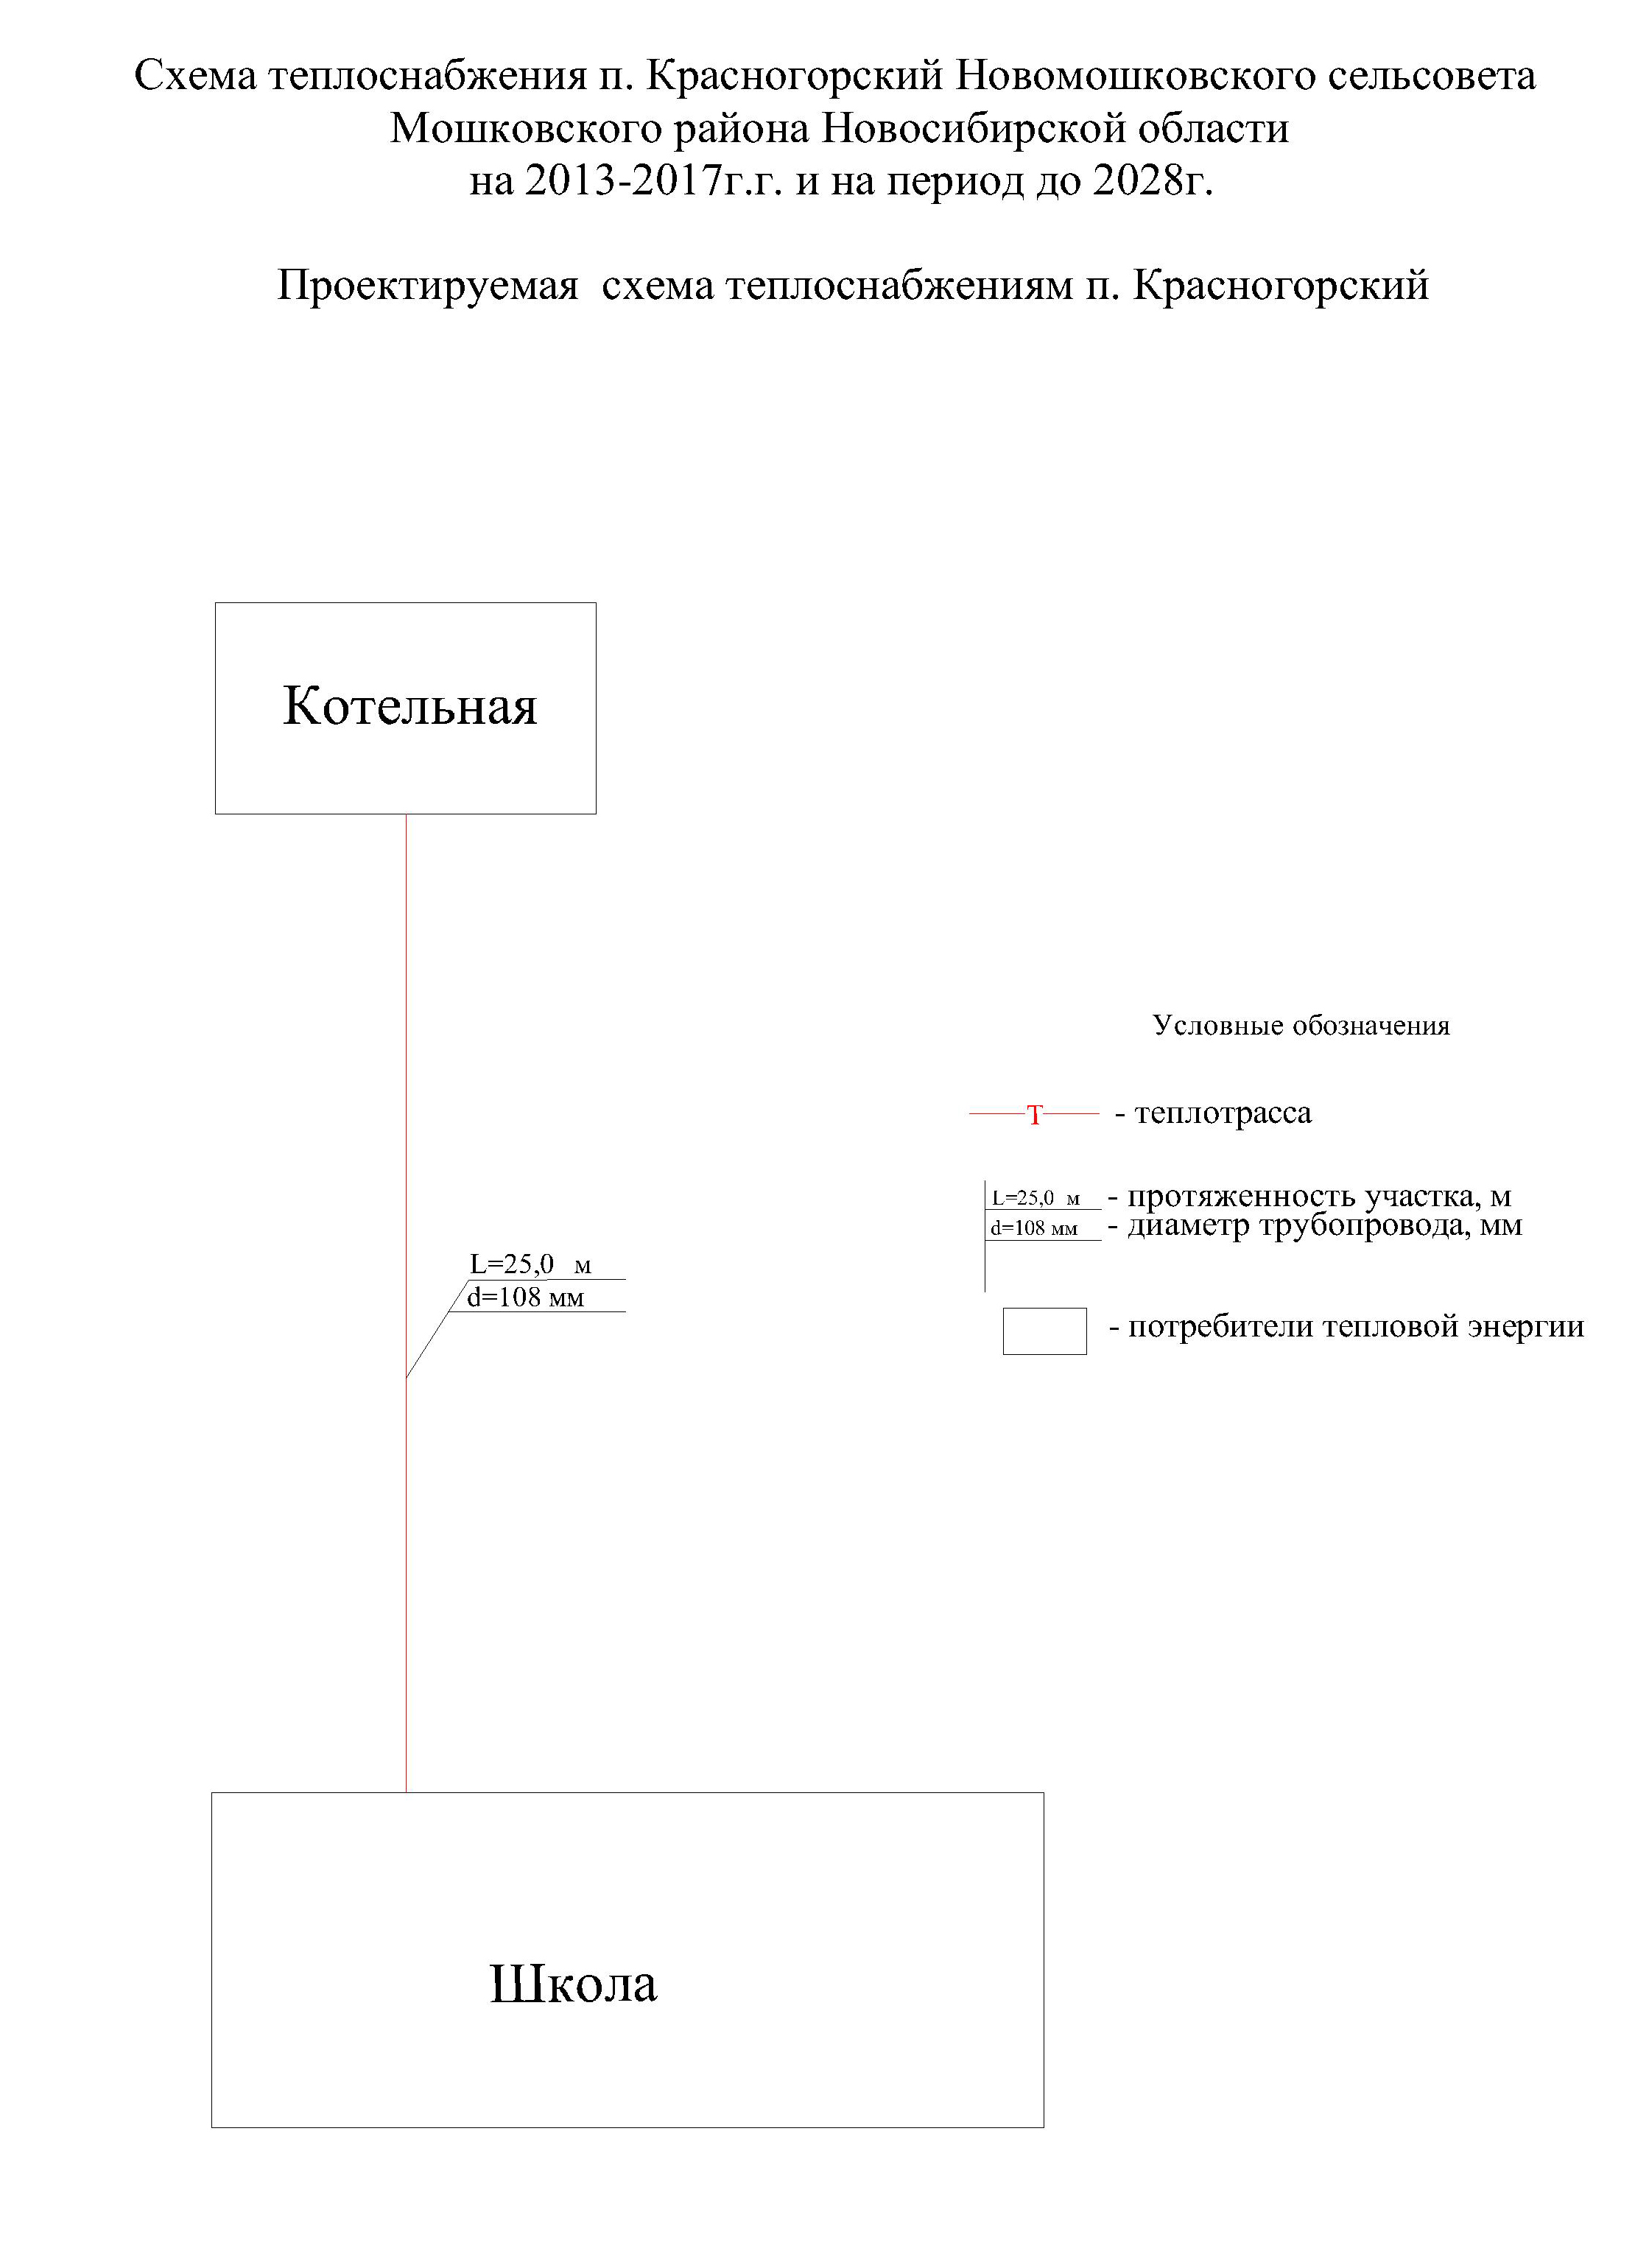 Схема теплоснабжения п. Красногорский Новомошковского сельсовета
Мошковского района Новосибирской области
на 2013-2017г.г. и на период до 2028г.
Проектируемая схема теплоснабжениям п. Красногорский
Котельная
Условные обозначения
Т - теплотрасса
L=25,0 м - протяженность участка, м
d=108 мм - диаметр трубопровода, мм
L=25,0 м
d=108 мм
- потребители тепловой энергии
Школа